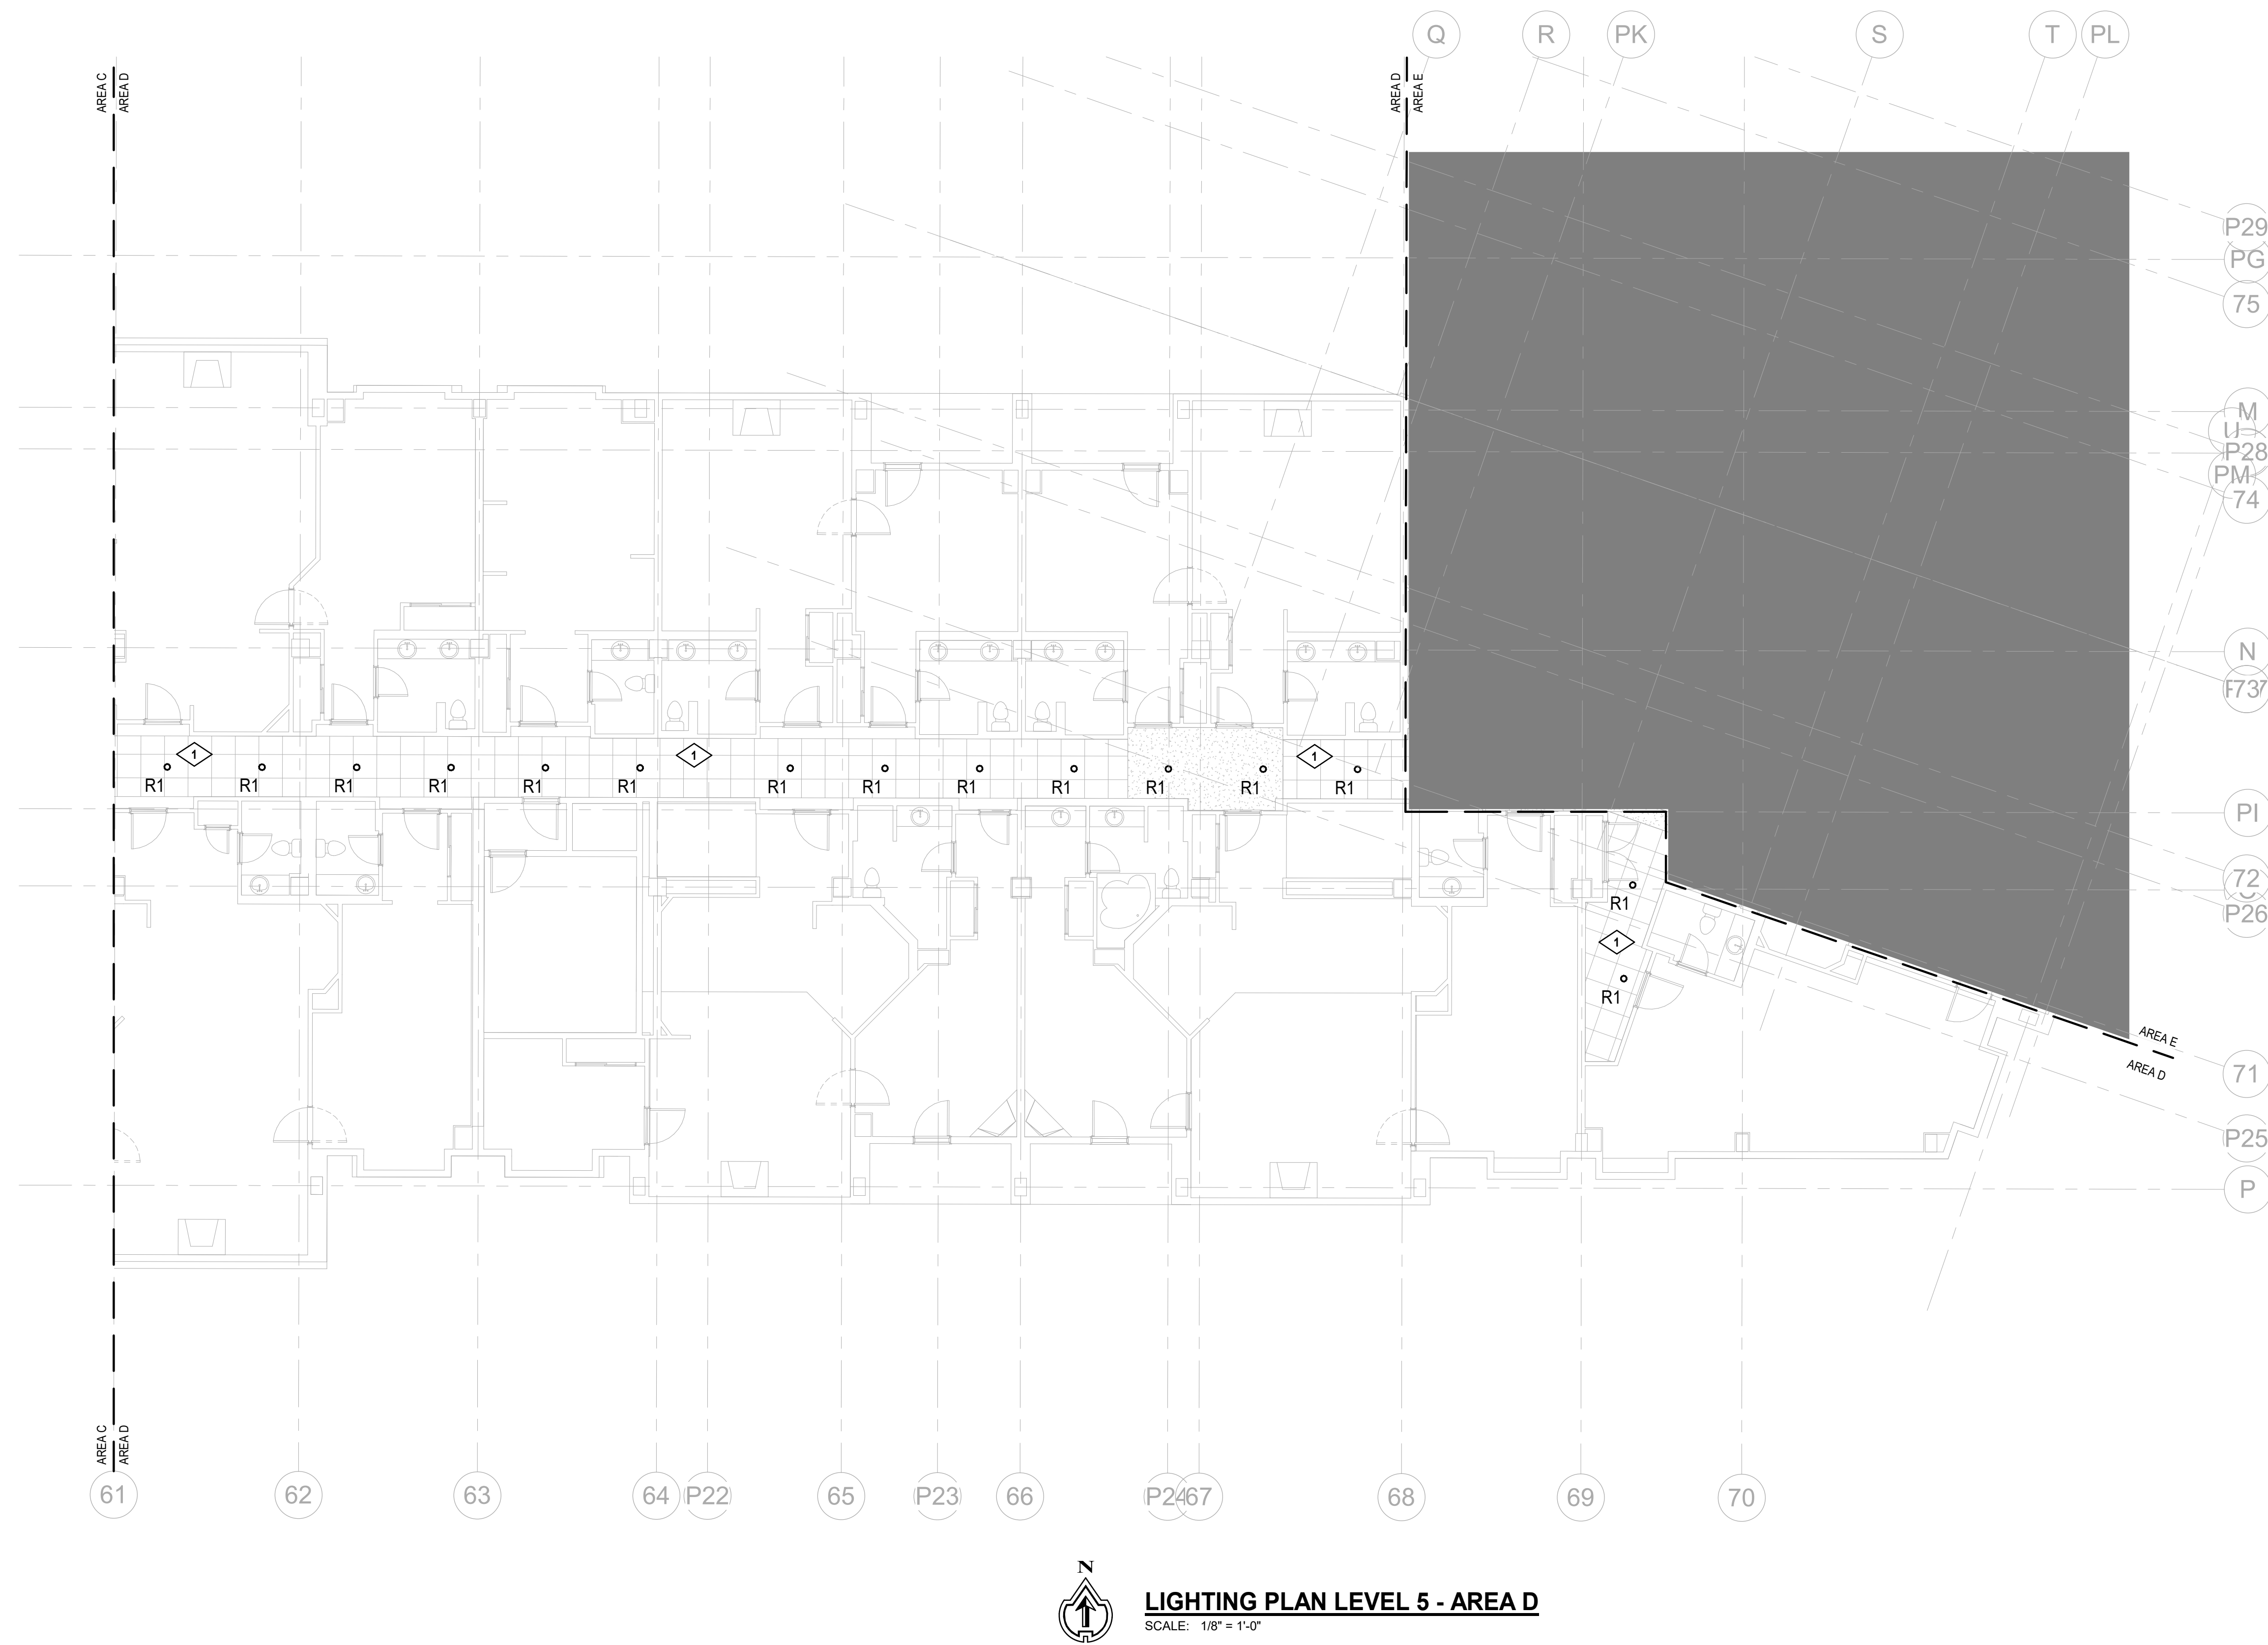 Q R PK S T PL
AREA C
AREA D
AREA D
AREA E
P29
PG
75
M
U
P28
PM
74
N
73
1 1 1
R1 R1 R1 R1 R1 R1 R1 R1 R1 R1 R1 R1 R1
PI
72
P26
R1
1
R1
AREA E
AREA D
71
P25
P
AREA C
AREA D
61 62 63 64 P22 65 P23 66 P24 67 68 69 70
N
LIGHTING PLAN LEVEL 5 - AREA D
SCALE: 1/8" = 1'-0"